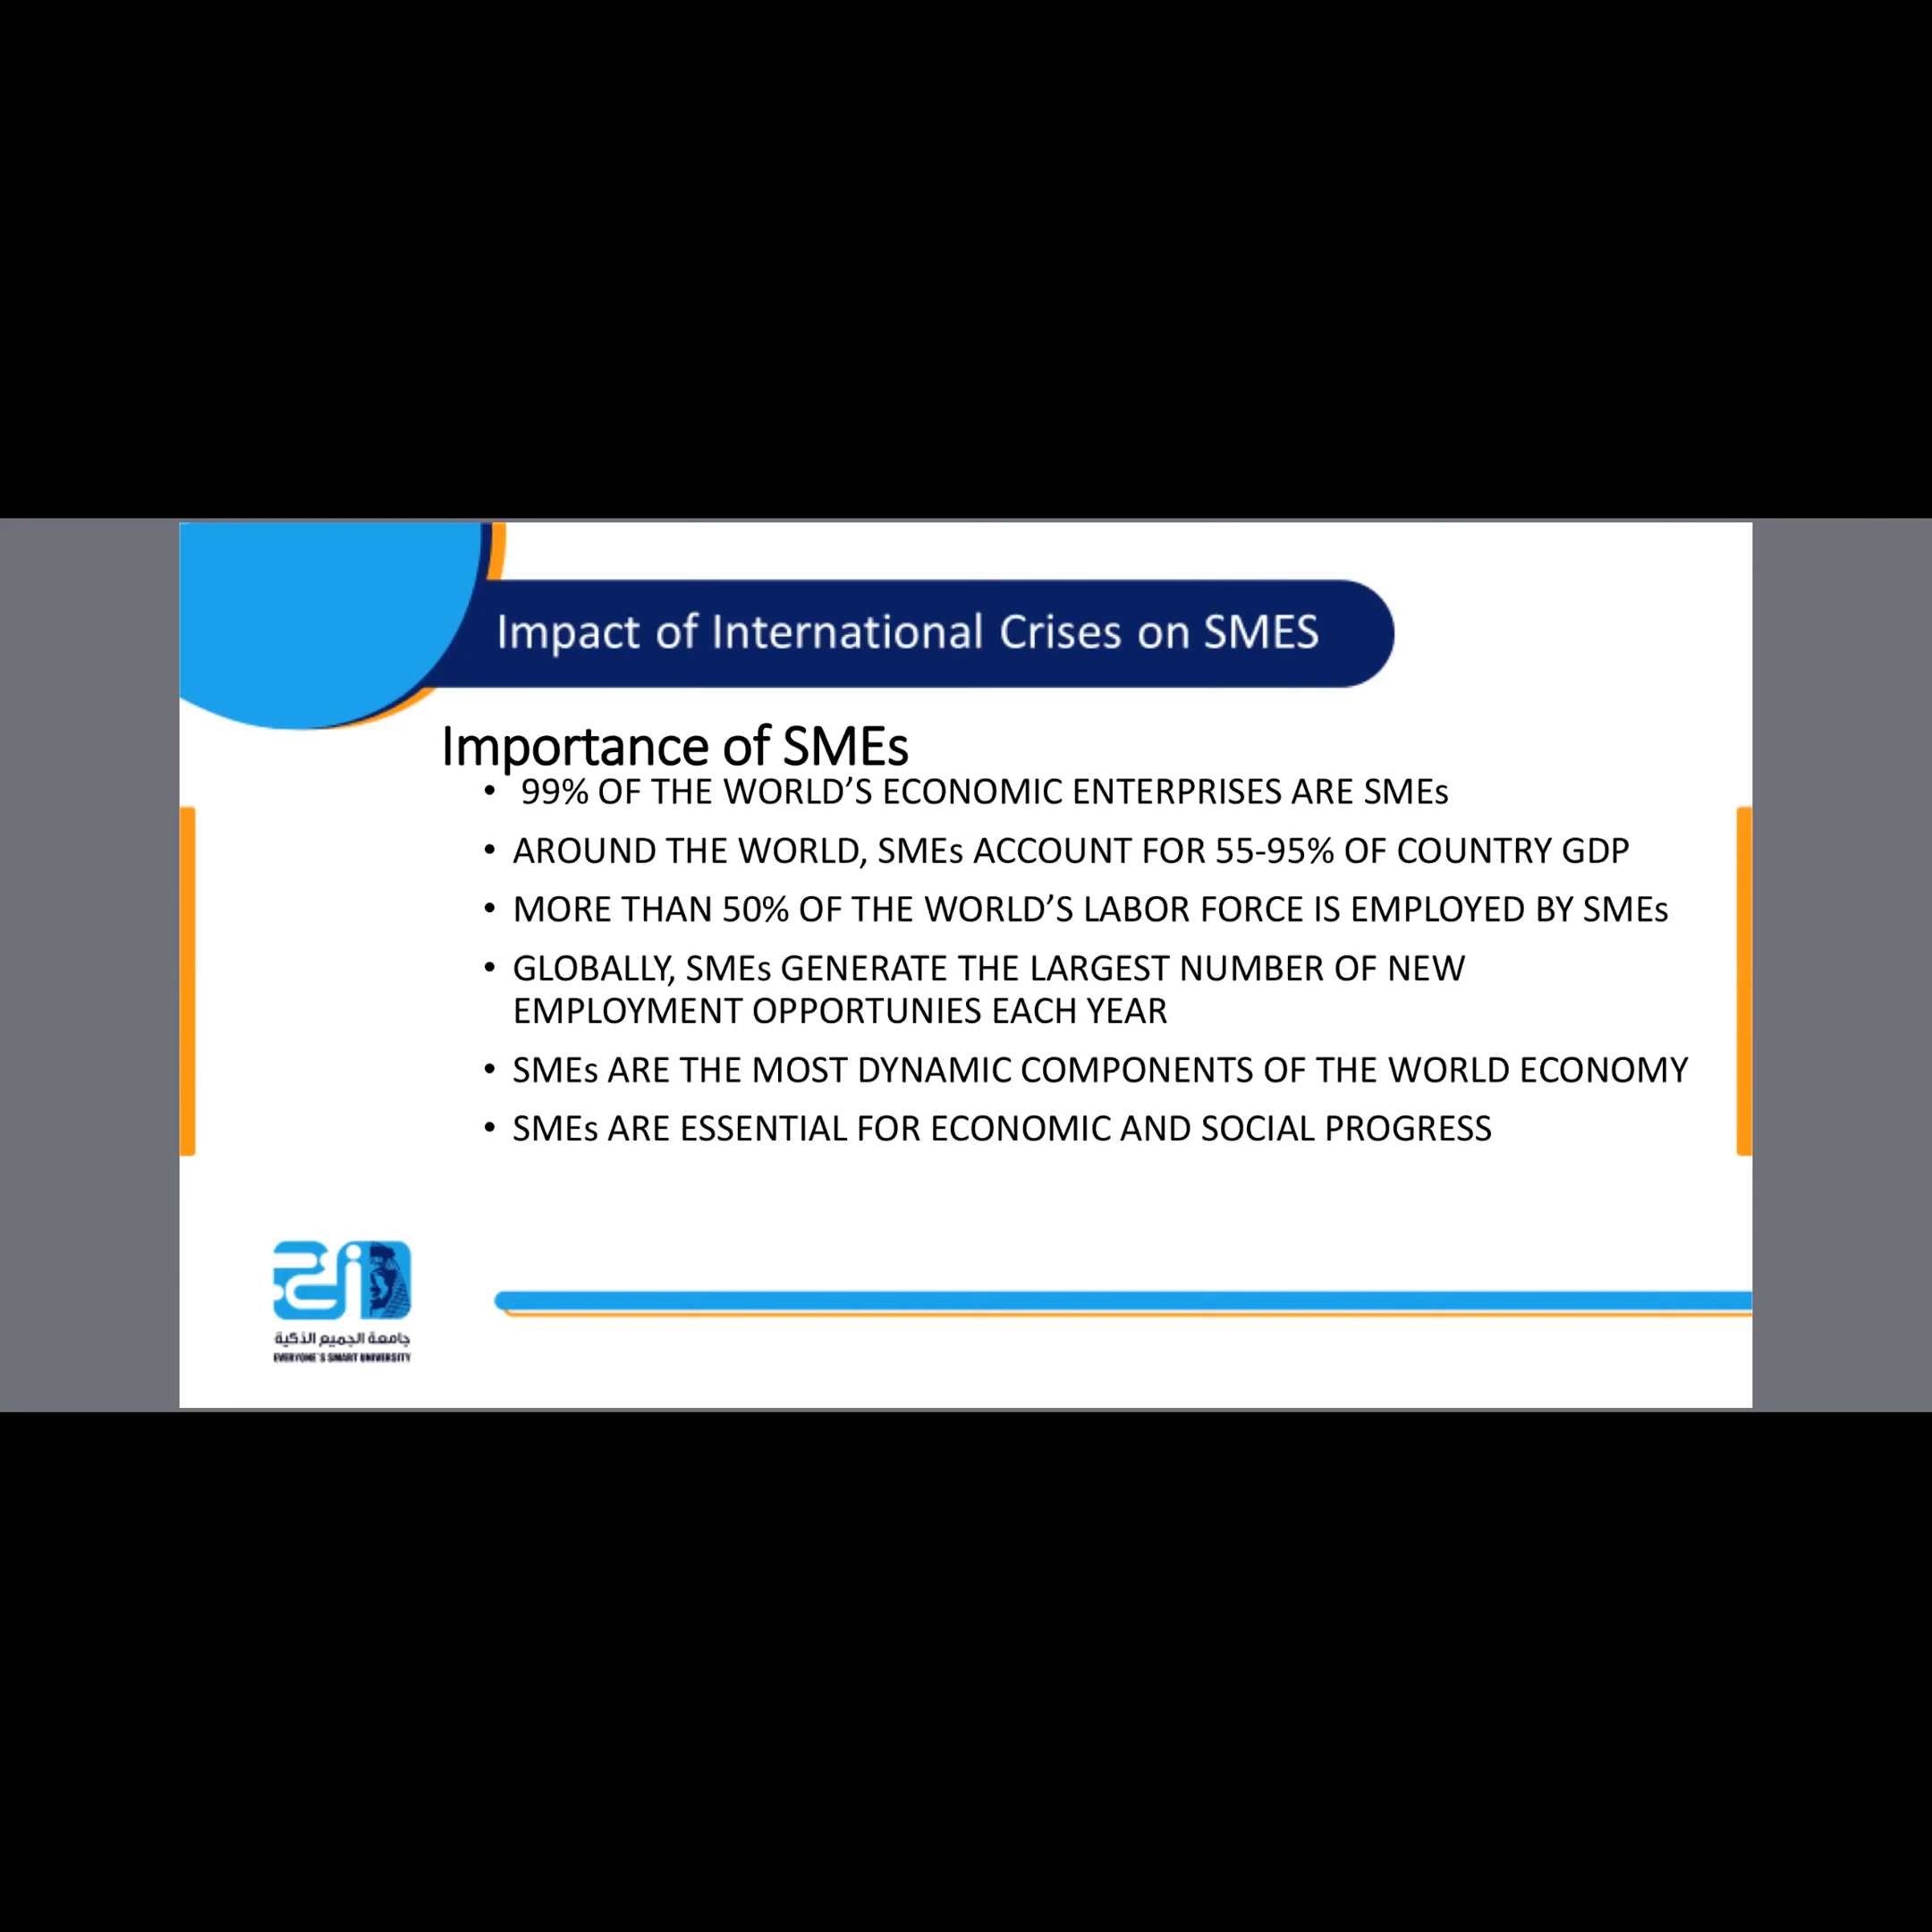 Impact of International Crises on SMES
Importance of SMEs
• 99% OF THE WORLD’S ECONOMIC ENTERPRISES ARE SMEs
• AROUND THE WORLD, SMEs ACCOUNT FOR 55-95% OF COUNTRY GDP
• MORE THAN 50% OF THE WORLD’S LABOR FORCE IS EMPLOYED BY SMEs
• GLOBALLY, SMEs GENERATE THE LARGEST NUMBER OF NEW
EMPLOYMENT OPPORTUNIES EACH YEAR
• SMEs ARE THE MOST DYNAMIC COMPONENTS OF THE WORLD ECONOMY
• SMEs ARE ESSENTIAL FOR ECONOMIC AND SOCIAL PROGRESS
جامعة الجميع الذكية
EVERYONE'S SMART UNIVERSITY